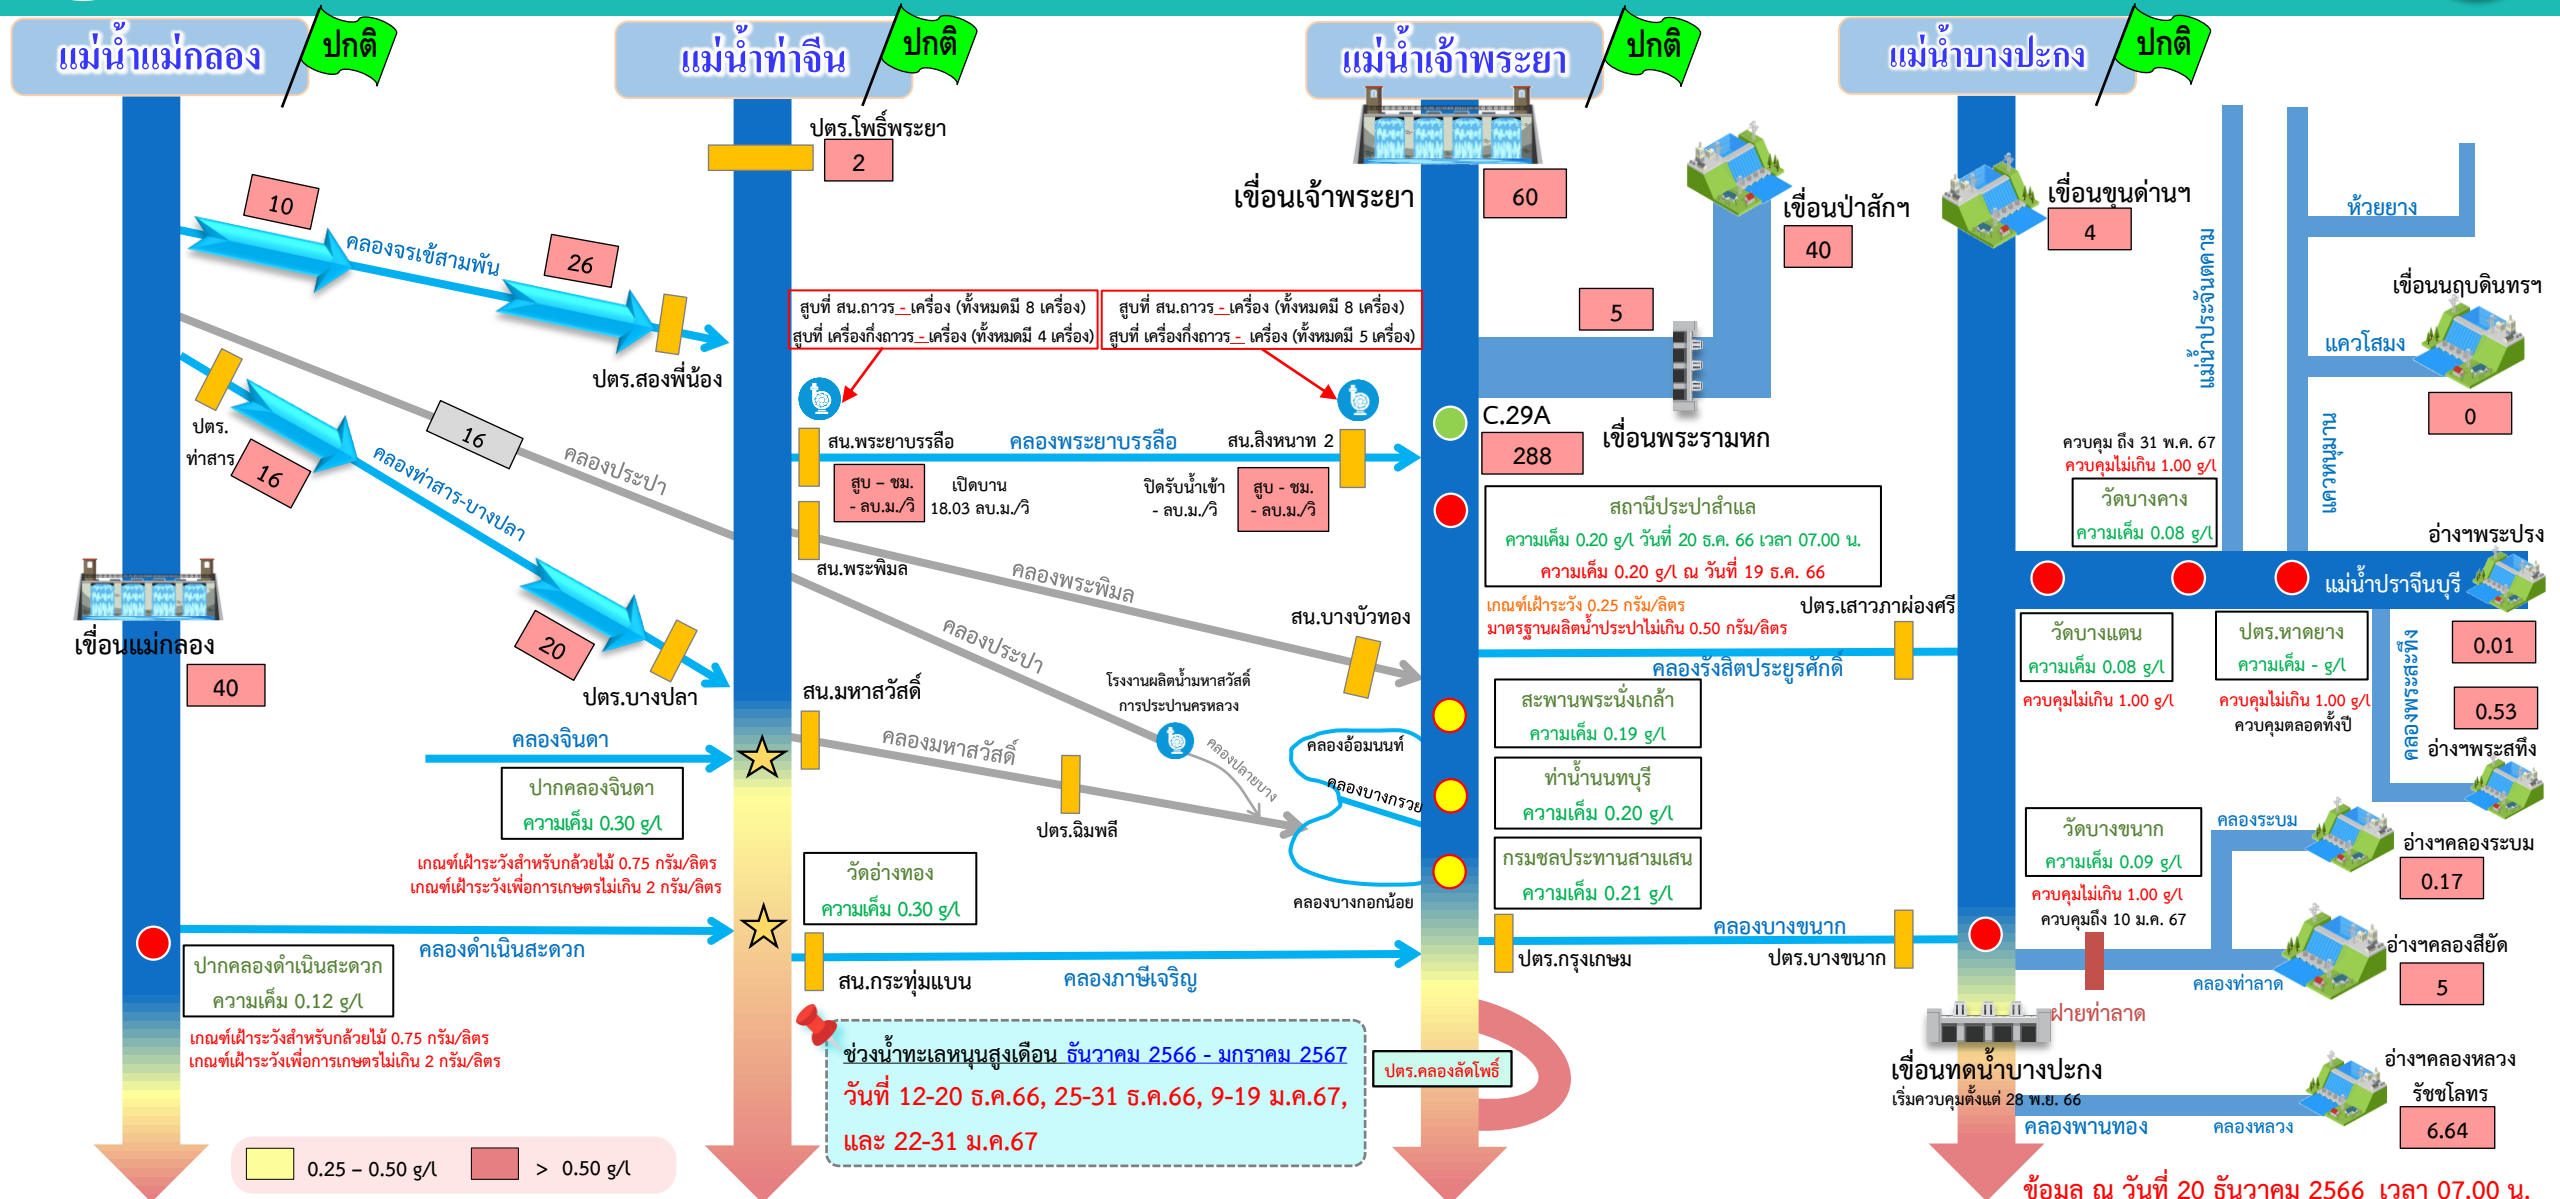 แม่น้ำแม่กลอง
ปกติ
แม่น้ำท่าจีน
ปกติ
แม่น้ำเจ้าพระยา
ปกติ
แม่น้ำบางปะกง
ปกติ
10
คลองจรเข้สามพัน
26
ปตร.สองพี่น้อง
ปตร.
ท่าสาร
16
16
คลองประปา
คลองท่าสาร-บางปลา
20
ปตร.บางปลา
เขื่อนแม่กลอง
40
คลองจินดา
ปากคลองจินดา
ความเค็ม 0.30 g/l
เกณฑ์เฝ้าระวังสำหรับกล้วยไม้ 0.75 กรัม/ลิตร
เกณฑ์เฝ้าระวังเพื่อการเกษตรไม่เกิน 2 กรัม/ลิตร
คลองดำเนินสะดวก
ปากคลองดำเนินสะดวก
ความเค็ม 0.12 g/l
เกณฑ์เฝ้าระวังสำหรับกล้วยไม้ 0.75 กรัม/ลิตร
เกณฑ์เฝ้าระวังเพื่อการเกษตรไม่เกิน 2 กรัม/ลิตร
0.25 – 0.50 g/l
> 0.50 g/l
ปตร.โพธิ์พระยา
2
สูบที่ สน.ถาวร - เครื่อง (ทั้งหมดมี 8 เครื่อง)
สูบที่ เครื่องกึ่งถาวร - เครื่อง (ทั้งหมดมี 4 เครื่อง)
สูบที่ สน.ถาวร - เครื่อง (ทั้งหมดมี 8 เครื่อง)
สูบที่ เครื่องกึ่งถาวร - เครื่อง (ทั้งหมดมี 5 เครื่อง)
สน.พระยาบรรลือ
คลองพระยาบรรลือ
สน.สิงหนาท 2
สูบ – ชม.
- ลบ.ม./วิ
เปิดบาน
18.03 ลบ.ม./วิ
ปิดรับน้ำเข้า
- ลบ.ม./วิ
สูบ - ชม.
- ลบ.ม./วิ
สน.พระพิมล
คลองพระพิมล
สน.บางบัวทอง
คลองประปา
โรงงานผลิตน้ำมหาสวัสดิ์
การประปานครหลวง
สน.มหาสวัสดิ์
คลองมหาสวัสดิ์
คลองปลายบาง
ปตร.ฉิมพลี
คลองอ้อมนนท์
คลองบางกรวย
คลองบางกอกน้อย
วัดอ่างทอง
ความเค็ม 0.30 g/l
สน.กระทุ่มแบน
คลองภาษีเจริญ
ช่วงน้ำทะเลหนุนสูงเดือน ธันวาคม 2566 - มกราคม 2567
วันที่ 12-20 ธ.ค.66, 25-31 ธ.ค.66, 9-19 ม.ค.67,
และ 22-31 ม.ค.67
ปตร.คลองลัดโพธิ์
เขื่อนเจ้าพระยา
60
เขื่อนป่าสักฯ
40
5
เขื่อนพระรามหก
C.29A
288
สถานีประปาสำแล
ความเค็ม 0.20 g/l วันที่ 20 ธ.ค. 66 เวลา 07.00 น.
ความเค็ม 0.20 g/l ณ วันที่ 19 ธ.ค. 66
เกณฑ์เฝ้าระวัง 0.25 กรัม/ลิตร
มาตรฐานผลิตน้ำประปาไม่เกิน 0.50 กรัม/ลิตร
ปตร.เสาวภาผ่องศรี
คลองรังสิตประยูรศักดิ์
สะพานพระนั่งเกล้า
ความเค็ม 0.19 g/l
ท่าน้ำนนทบุรี
ความเค็ม 0.20 g/l
กรมชลประทานสามเสน
ความเค็ม 0.21 g/l
คลองบางขนาก
ปตร.กรุงเกษม
ปตร.บางขนาก
เขื่อนขุนด่านฯ
4
แม่น้ำประจันตคาม
ห้วยยาง
เขื่อนนฤบดินทรฯ
แควโสมง
0
แควหนุมาน
ควบคุม ถึง 31 พ.ค. 67
ควบคุมไม่เกิน 1.00 g/l
วัดบางคาง
ความเค็ม 0.08 g/l
อ่างฯพระปรง
แม่น้ำปราจีนบุรี
0.01
วัดบางแตน
ความเค็ม 0.08 g/l
ควบคุมไม่เกิน 1.00 g/l
ปตร.หาดยาง
ความเค็ม - g/l
ควบคุมไม่เกิน 1.00 g/l
ควบคุมตลอดทั้งปี
คลองพระสะทึง
0.53
อ่างฯพระสทึง
วัดบางขนาก
ความเค็ม 0.09 g/l
ควบคุมไม่เกิน 1.00 g/l
ควบคุมถึง 10 ม.ค. 67
คลองระบม
อ่างฯคลองระบม
0.17
อ่างฯคลองสียัด
5
คลองท่าลาด
ฝายท่าลาด
เขื่อนทดน้ำบางปะกง
เริ่มควบคุมตั้งแต่ 28 พ.ย. 66
คลองพานทอง
คลองหลวง
อ่างฯคลองหลวง
รัชชโลทร
6.64
ข้อมูล ณ วันที่ 20 ธันวาคม 2566 เวลา 07.00 น.